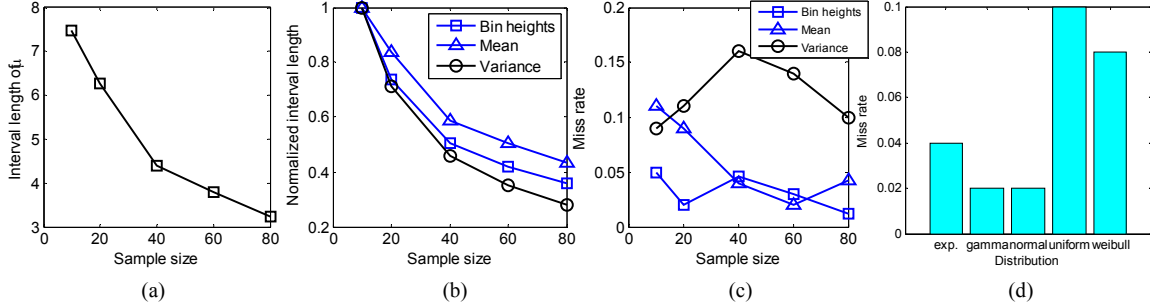 8
7
6
5
4
3
0 20 40 60 80
Interval length of μ
Sample size
(a)
1
0.8
0.6
0.4
0.2
0 20 40 60 80
Normalized interval length
Sample size
Bin heights
Mean
Variance
(b)
0.2
0.15
0.1
0.05
0
0 20 40 60 80
Miss rate
Sample size
Bin heights
Mean
Variance
(c)
0.1
0.08
0.06
0.04
0.02
0
Miss rate
exp. gamma normal uniform weibull
Distribution
(d)